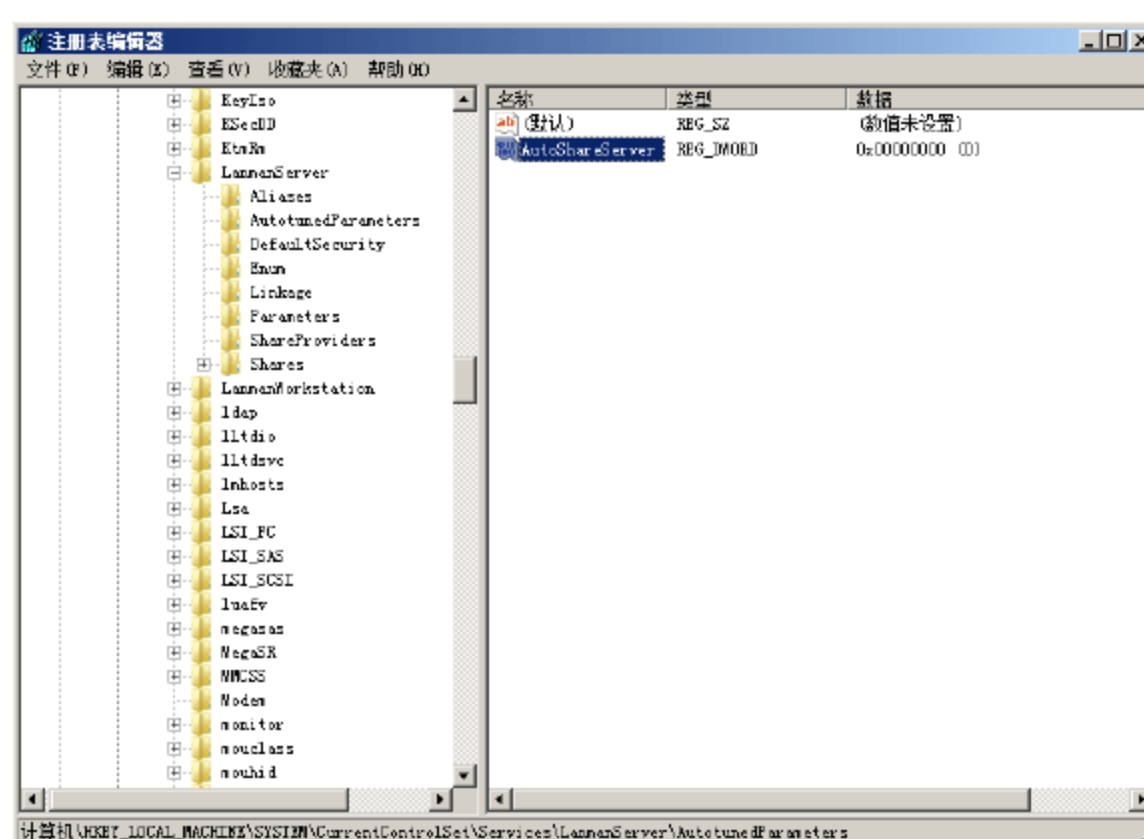 注册表编辑器
文件(F) 编辑(E) 查看(V) 收藏夹(A) 帮助(H)
KeyIso
KSecDD
KtmRm
LanmanServer
Aliases
AutotunedParameters
DefaultSecurity
Enum
Linkage
Parameters
ShareProviders
Shares
LanmanWorkstation
ldap
lltdio
lltdsvc
lmhosts
Lsa
LSI_FC
LSI_SAS
LSI_SCSI
luafv
megasas
MegaSR
MMCSS
Modem
monitor
mouclass
mouhid
名称 类型 数据
(默认) REG_SZ (数值未设置)
AutoShareServer REG_DWORD 0x00000000 (0)
计算机\HKEY_LOCAL_MACHINE\SYSTEM\CurrentControlSet\Services\LanmanServer\AutotunedParameters